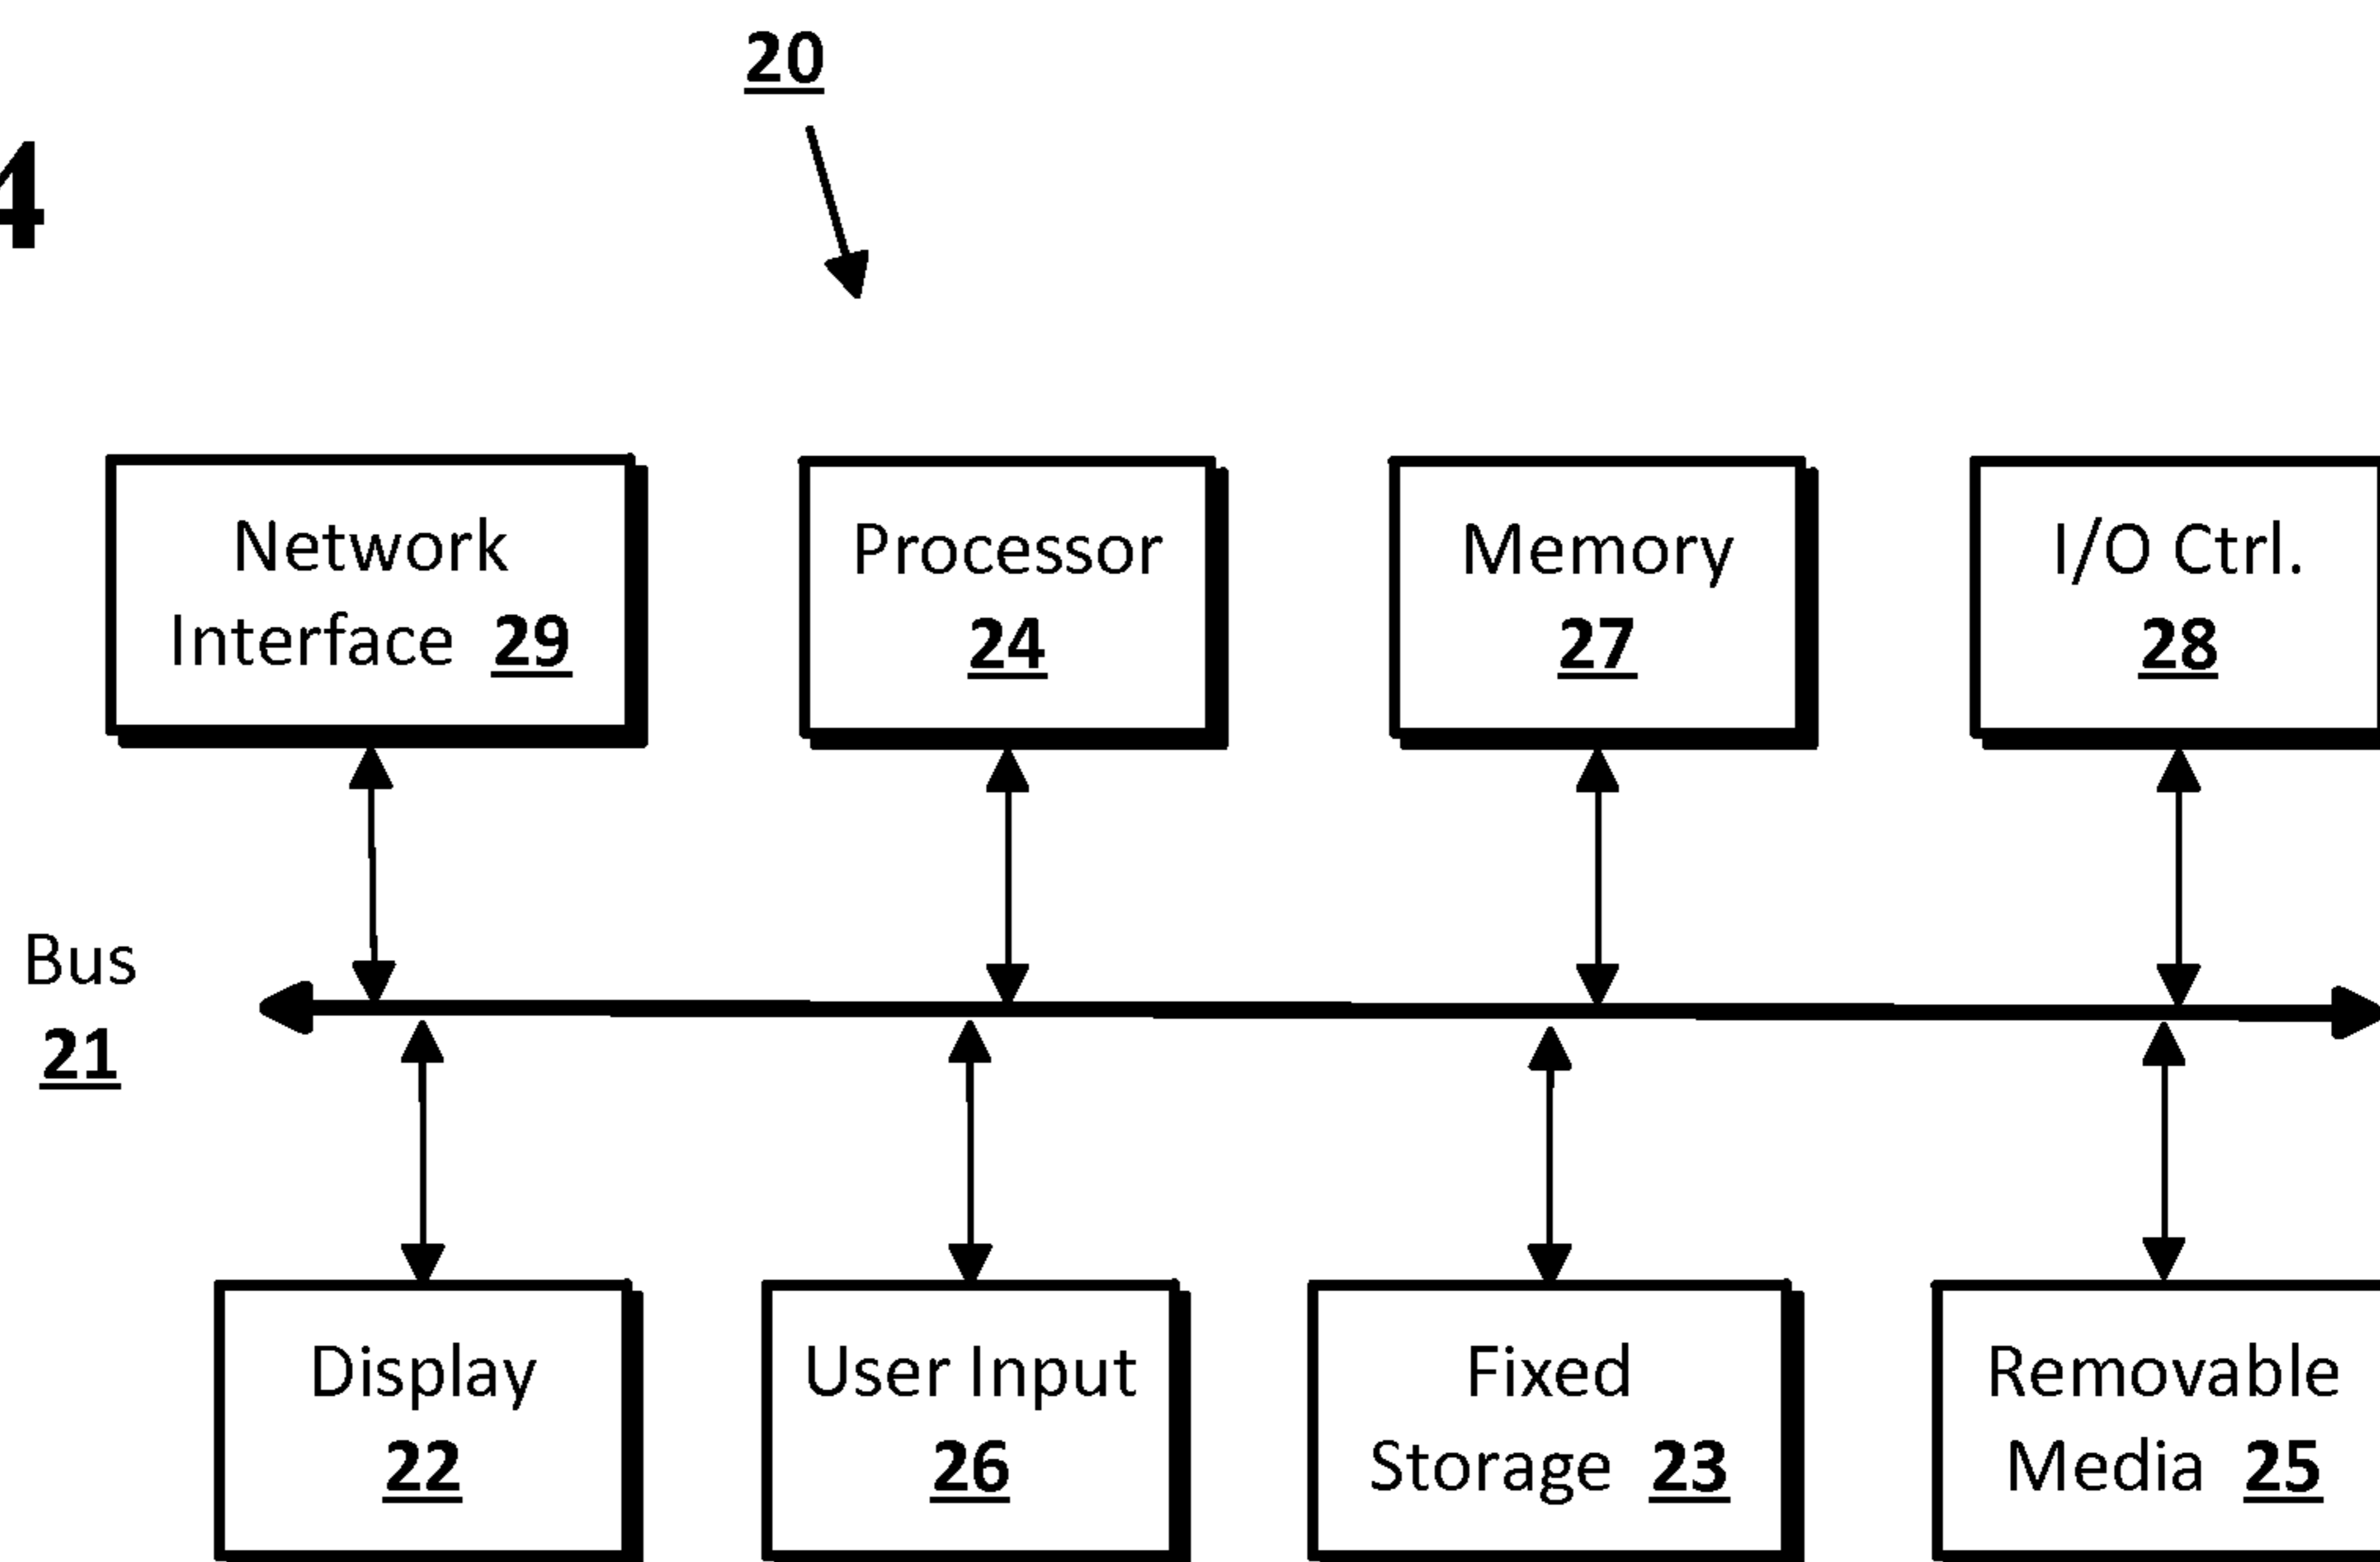 20
4
Network
Interface 29
Processor
24
Memory
27
I/O Ctrl.
28
Bus
21
Display
22
User Input
26
Fixed
Storage 23
Removable
Media 25